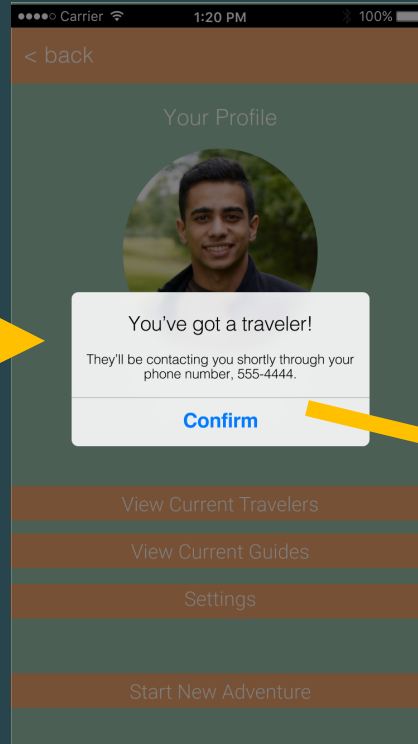 Carrier 1:20 PM 100%
< back
Your Profile
You've got a traveler!
They'll be contacting you shortly through your
phone number, 555-4444.
Confirm
View Current Travelers
View Current Guides
Settings
Start New Adventure